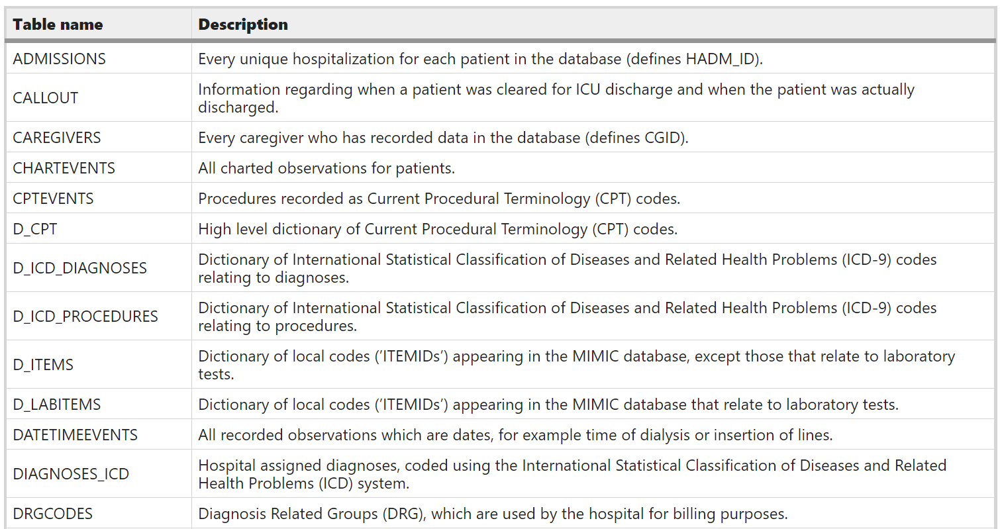 Table name Description
ADMISSIONS Every unique hospitalization for each patient in the database (defines HADM_ID).
CALLOUT Information regarding when a patient was cleared for ICU discharge and when the patient was actually
discharged.
CAREGIVERS Every caregiver who has recorded data in the database (defines CGID).
CHARTEVENTS All charted observations for patients.
CPTEVENTS Procedures recorded as Current Procedural Terminology (CPT) codes.
D_CPT High level dictionary of Current Procedural Terminology (CPT) codes.
D_ICD_DIAGNOSES Dictionary of International Statistical Classification of Diseases and Related Health Problems (ICD-9) codes
relating to diagnoses.
D_ICD_PROCEDURES Dictionary of International Statistical Classification of Diseases and Related Health Problems (ICD-9) codes
relating to procedures.
D_ITEMS Dictionary of local codes (’ITEMIDs’) appearing in the MIMIC database, except those that relate to laboratory
tests.
D_LABITEMS Dictionary of local codes (’ITEMIDs’) appearing in the MIMIC database that relate to laboratory tests.
DATETIMEEVENTS All recorded observations which are dates, for example time of dialysis or insertion of lines.
DIAGNOSES_ICD Hospital assigned diagnoses, coded using the International Statistical Classification of Diseases and Related
Health Problems (ICD) system.
DRGCODES Diagnosis Related Groups (DRG), which are used by the hospital for billing purposes.